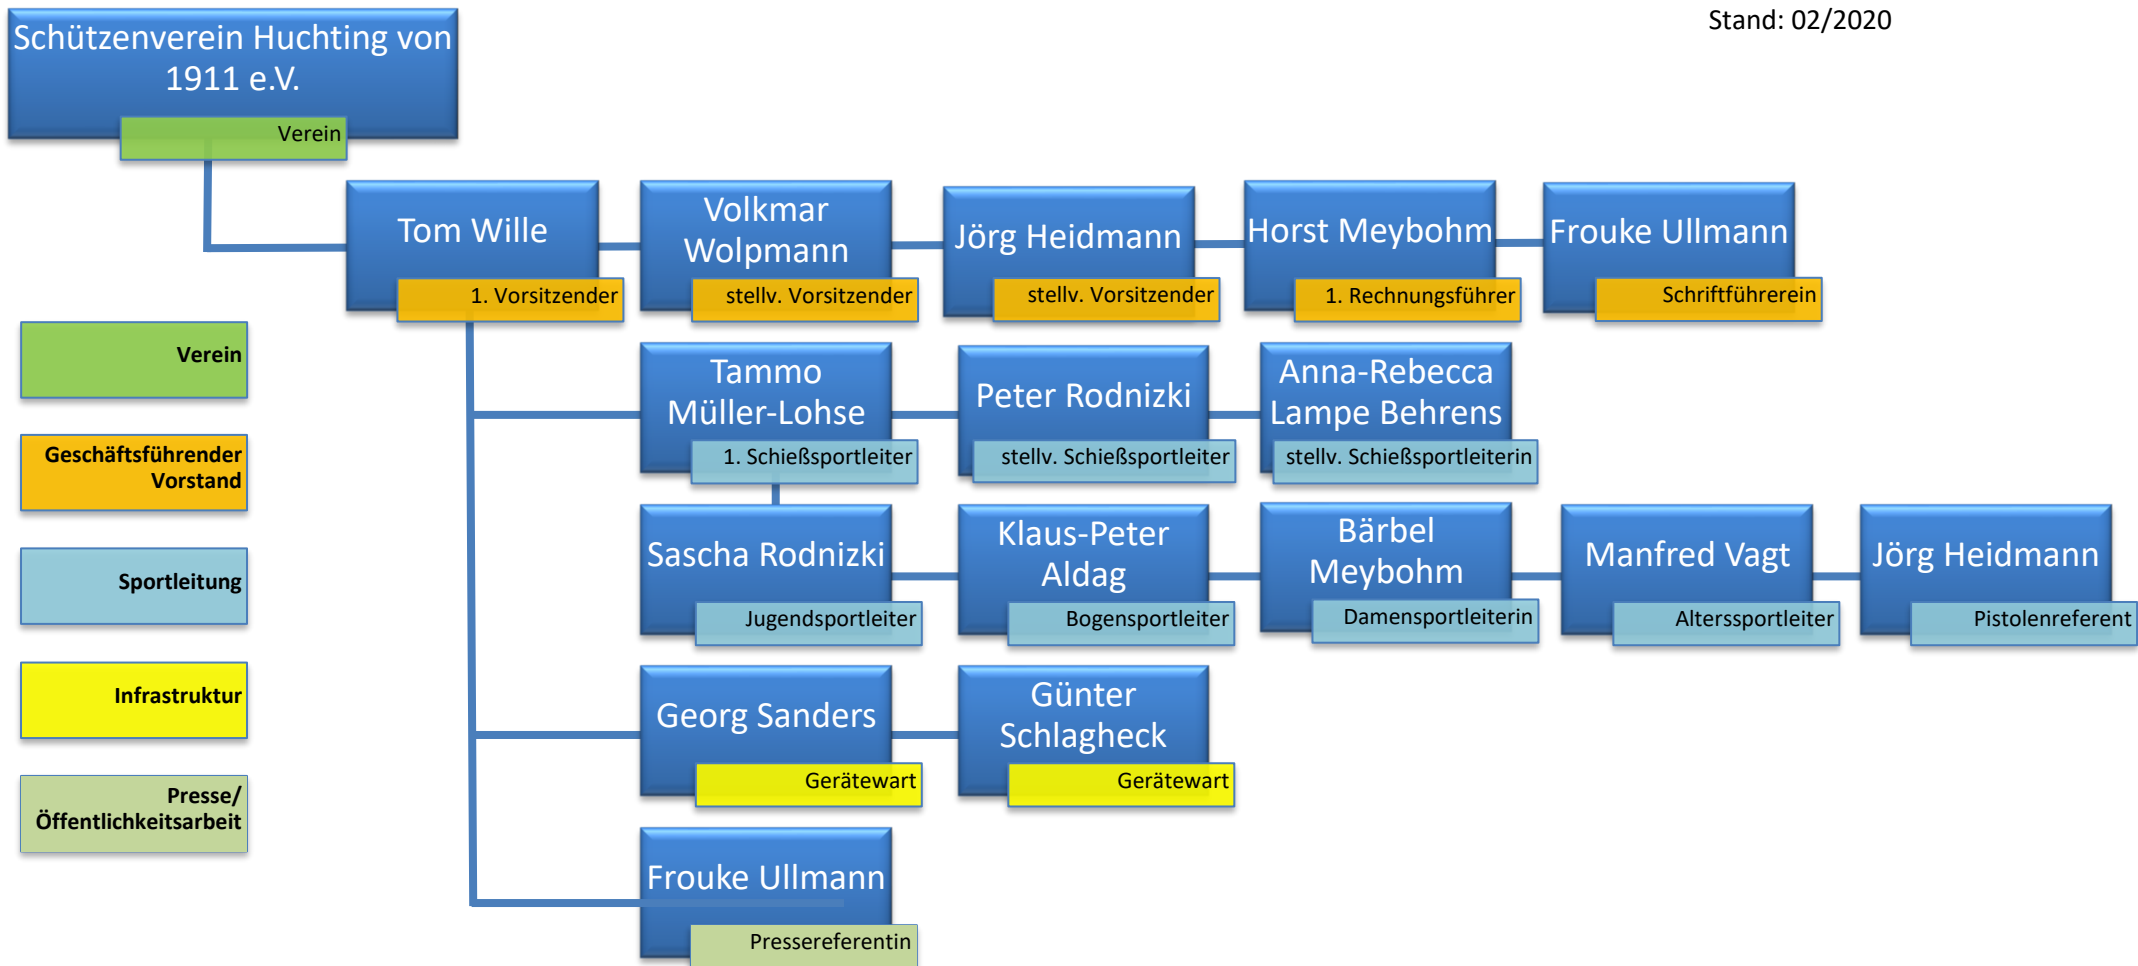 Stand: 02/2020
Schützenverein Huchting von
1911 e.V.
Verein
Tom Wille
1. Vorsitzender
Volkmar
Wolpmann
stellv. Vorsitzender
Jörg Heidmann
stellv. Vorsitzender
Horst Meybohm
1. Rechnungsführer
Frouke Ullmann
Schriftführerein
Verein
Geschäftsführender
Vorstand
Sportleitung
Infrastruktur
Presse/
Öffentlichkeitsarbeit
Tammo
Müller-Lohse
1. Schießsportleiter
Peter Rodnizki
stellv. Schießsportleiter
Anna-Rebecca
Lampe Behrens
stellv. Schießsportleiterin
Sascha Rodnizki
Jugendsportleiter
Klaus-Peter
Aldag
Bogensportleiter
Bärbel
Meybohm
Damensportleiterin
Manfred Vagt
Alterssportleiter
Jörg Heidmann
Pistolenreferent
Georg Sanders
Gerätewart
Günter
Schlagheck
Gerätewart
Frouke Ullmann
Pressereferentin